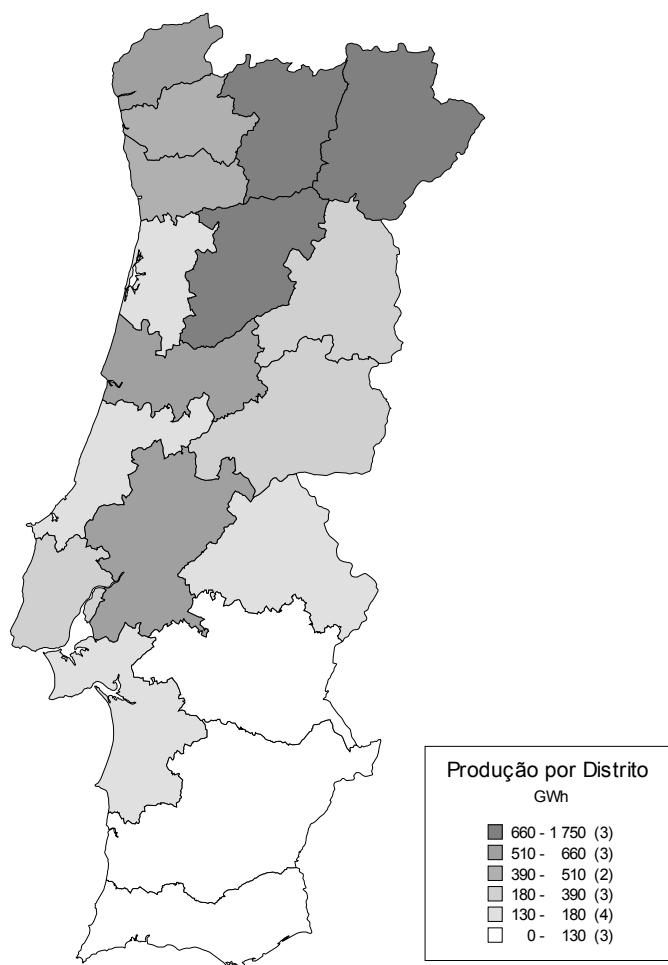 Produção por Distrito
GWh
660 - 1 750 (3)
510 - 660 (3)
390 - 510 (2)
180 - 390 (3)
130 - 180 (4)
0 - 130 (3)